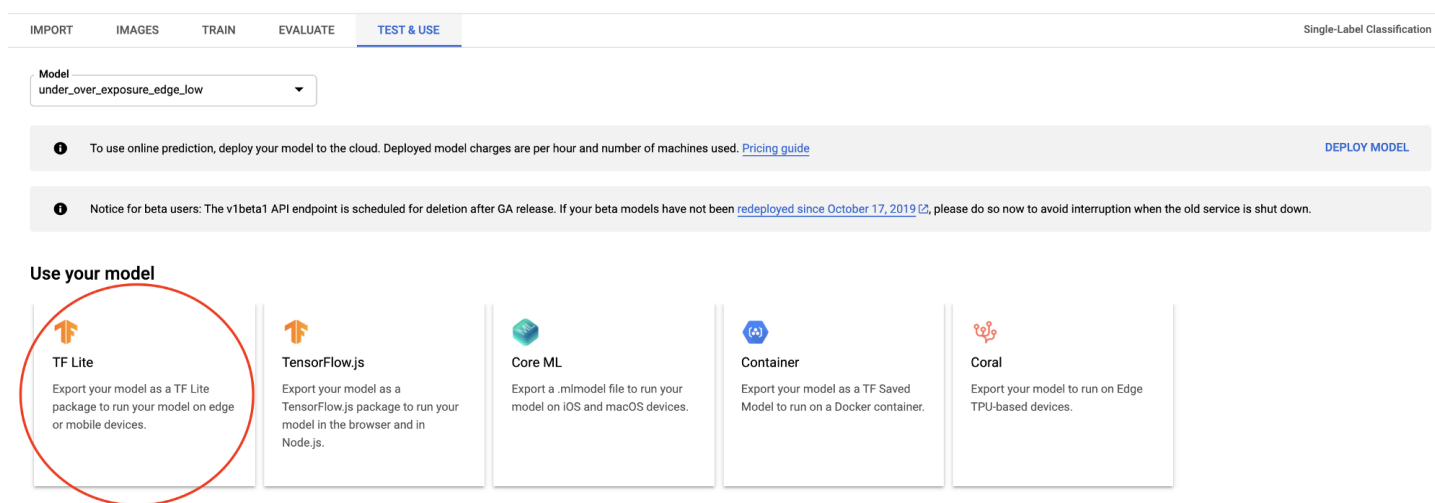 IMPORT IMAGES TRAIN EVALUATE TEST & USE Single-Label Classification
Model
under_over_exposure_edge_low
To use online prediction, deploy your model to the cloud. Deployed model charges are per hour and number of machines used. Pricing guide DEPLOY MODEL
Notice for beta users: The v1beta1 API endpoint is scheduled for deletion after GA release. If your beta models have not been redeployed since October 17, 2019, please do so now to avoid interruption when the old service is shut down.
Use your model
TF Lite
Export your model as a TF Lite
package to run your model on edge
or mobile devices.
TensorFlow.js
Export your model as a
TensorFlow.js package to run your
model in the browser and in
Node.js.
ML
Core ML
Export a .mlmodel file to run your
model on iOS and macOS devices.
Container
Export your model as a TF Saved
Model to run on a Docker container.
Coral
Export your model to run on Edge
TPU-based devices.